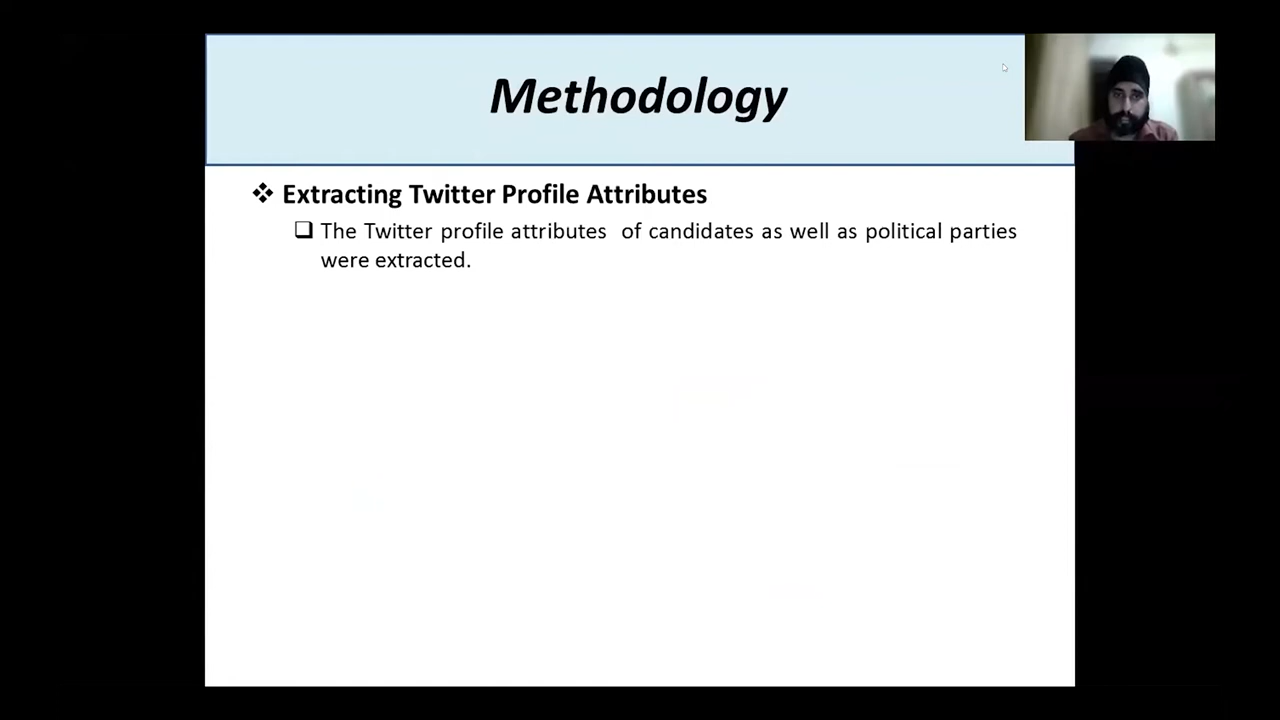 Methodology
❖ Extracting Twitter Profile Attributes
❑ The Twitter profile attributes of candidates as well as political parties
were extracted.